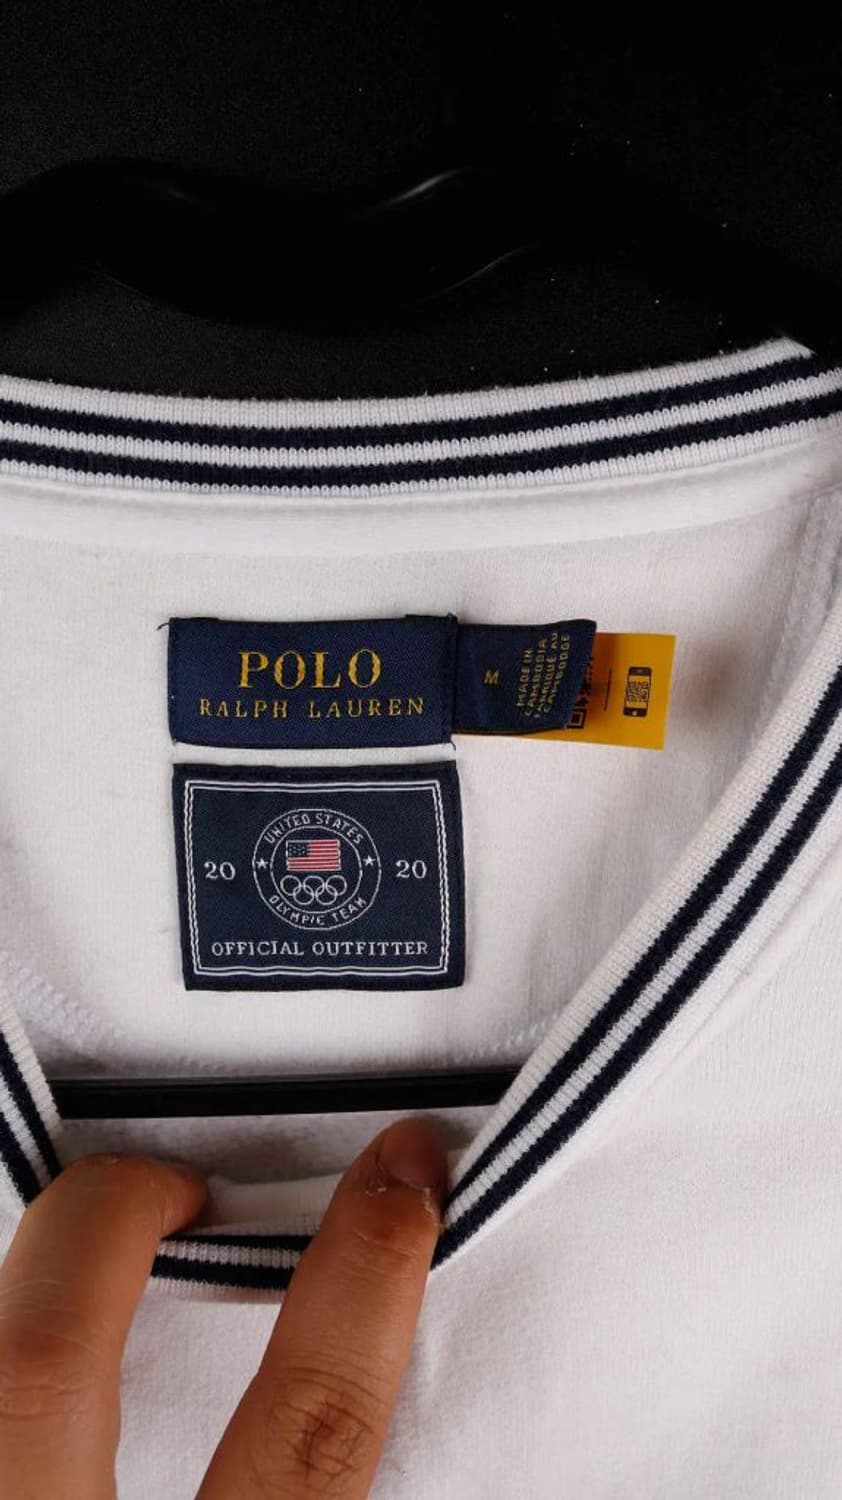 POLO
RALPH LAUREN
M
MADE IN
CAMBODIA
FABRIQUÉ AU
CAMBODGE
UNITED STATES
20 20
OLYMPIC TEAM
OFFICIAL OUTFITTER